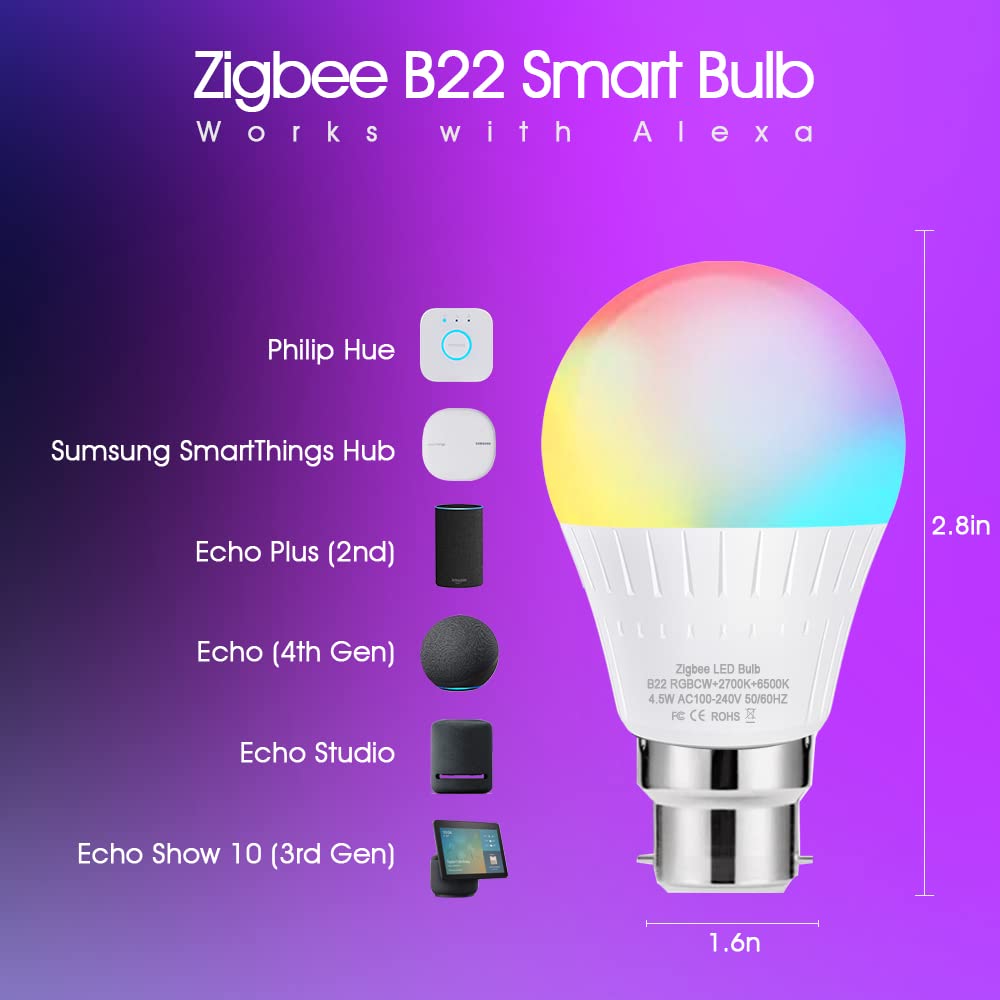 Zigbee B22 Smart Bulb
Works with Alexa
Philip Hue
Sumsung SmartThings Hub
Echo Plus (2nd)
Echo (4th Gen)
Echo Studio
Echo Show 10 (3rd Gen)
2.8in
Zigbee LED Bulb
B22 RGBCW+2700K+6500K
4.5W AC100-240V 50/60HZ
FC CE ROHS
1.6n